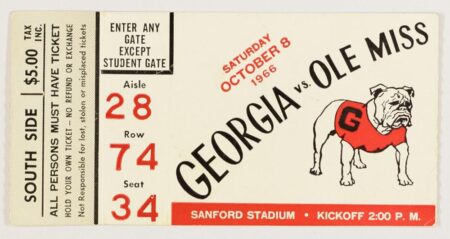 SOUTH SIDE $5.00 TAX INC.
ALL PERSONS MUST HAVE TICKET
HOLD YOUR OWN TICKET - NO REFUND OR EXCHANGE
Not Responsible for lost, stolen or misplaced tickets
ENTER ANY
GATE
EXCEPT
STUDENT GATE
Aisle
28
Row
74
Seat
34
SATURDAY
OCTOBER 8
1966
GEORGIA vs. OLE MISS
G
SANFORD STADIUM • KICKOFF 2:00 P. M.